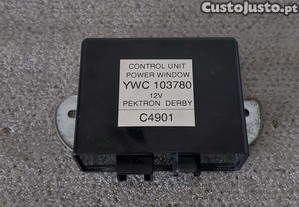 CustoJusto.pt
CONTROL UNIT
POWER WINDOW
YWC 103780
12V
PEKTRON DERBY
C4901